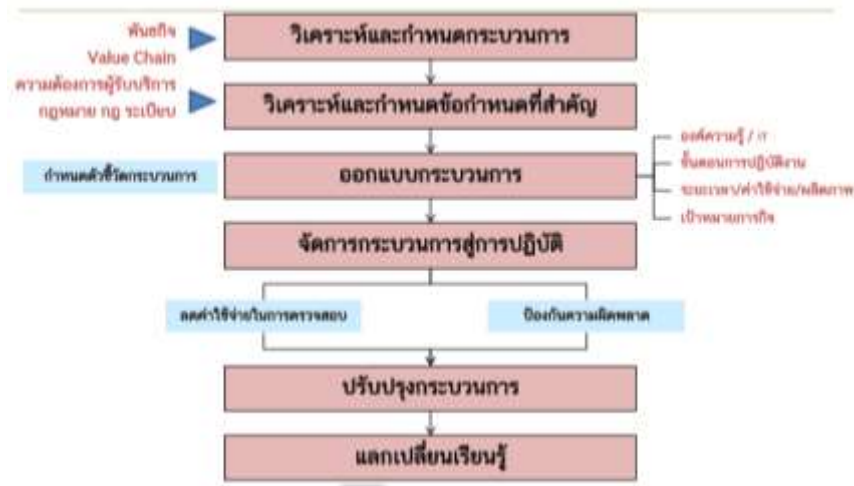 พันธกิจ
Value Chain
ความต้องการผู้รับบริการ
กฎหมาย กฎ ระเบียบ
วิเคราะห์และกำหนดกระบวนการ
วิเคราะห์และกำหนดข้อกำหนดที่สำคัญ
กำหนดตัวชี้วัดกระบวนการ
ออกแบบกระบวนการ
องค์ความรู้ / IT
ขั้นตอนการปฏิบัติงาน
ระยะเวลา/ค่าใช้จ่าย/ผลิตภาพ
เป้าหมายภารกิจ
จัดการกระบวนการสู่การปฏิบัติ
ลดค่าใช้จ่ายในการตรวจสอบ
ป้องกันความผิดพลาด
ปรับปรุงกระบวนการ
แลกเปลี่ยนเรียนรู้